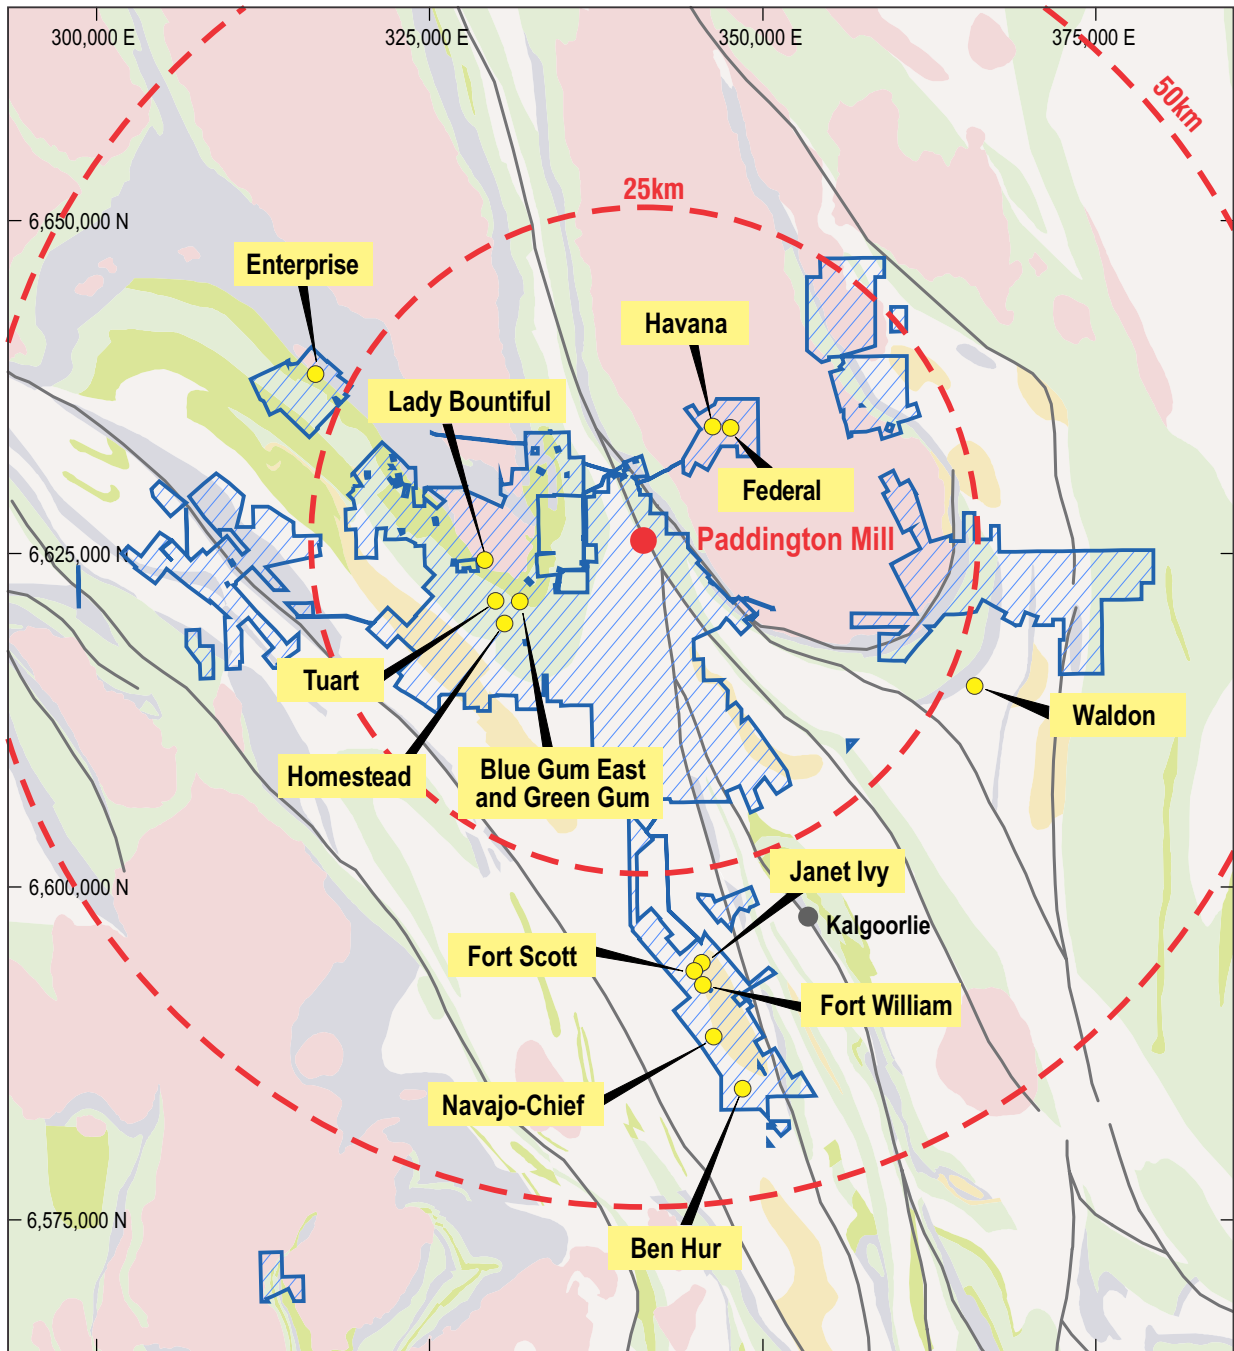 300,000 E
325,000 E
350,000 E
375,000 E
50km
25km
6,650,000 N
Enterprise
Havana
Lady Bountiful
Federal
Paddington Mill
6,625,000 N
Tuart
Waldon
Homestead
Blue Gum East
and Green Gum
Janet Ivy
6,600,000 N
Kalgoorlie
Fort Scott
Fort William
Navajo-Chief
6,575,000 N
Ben Hur